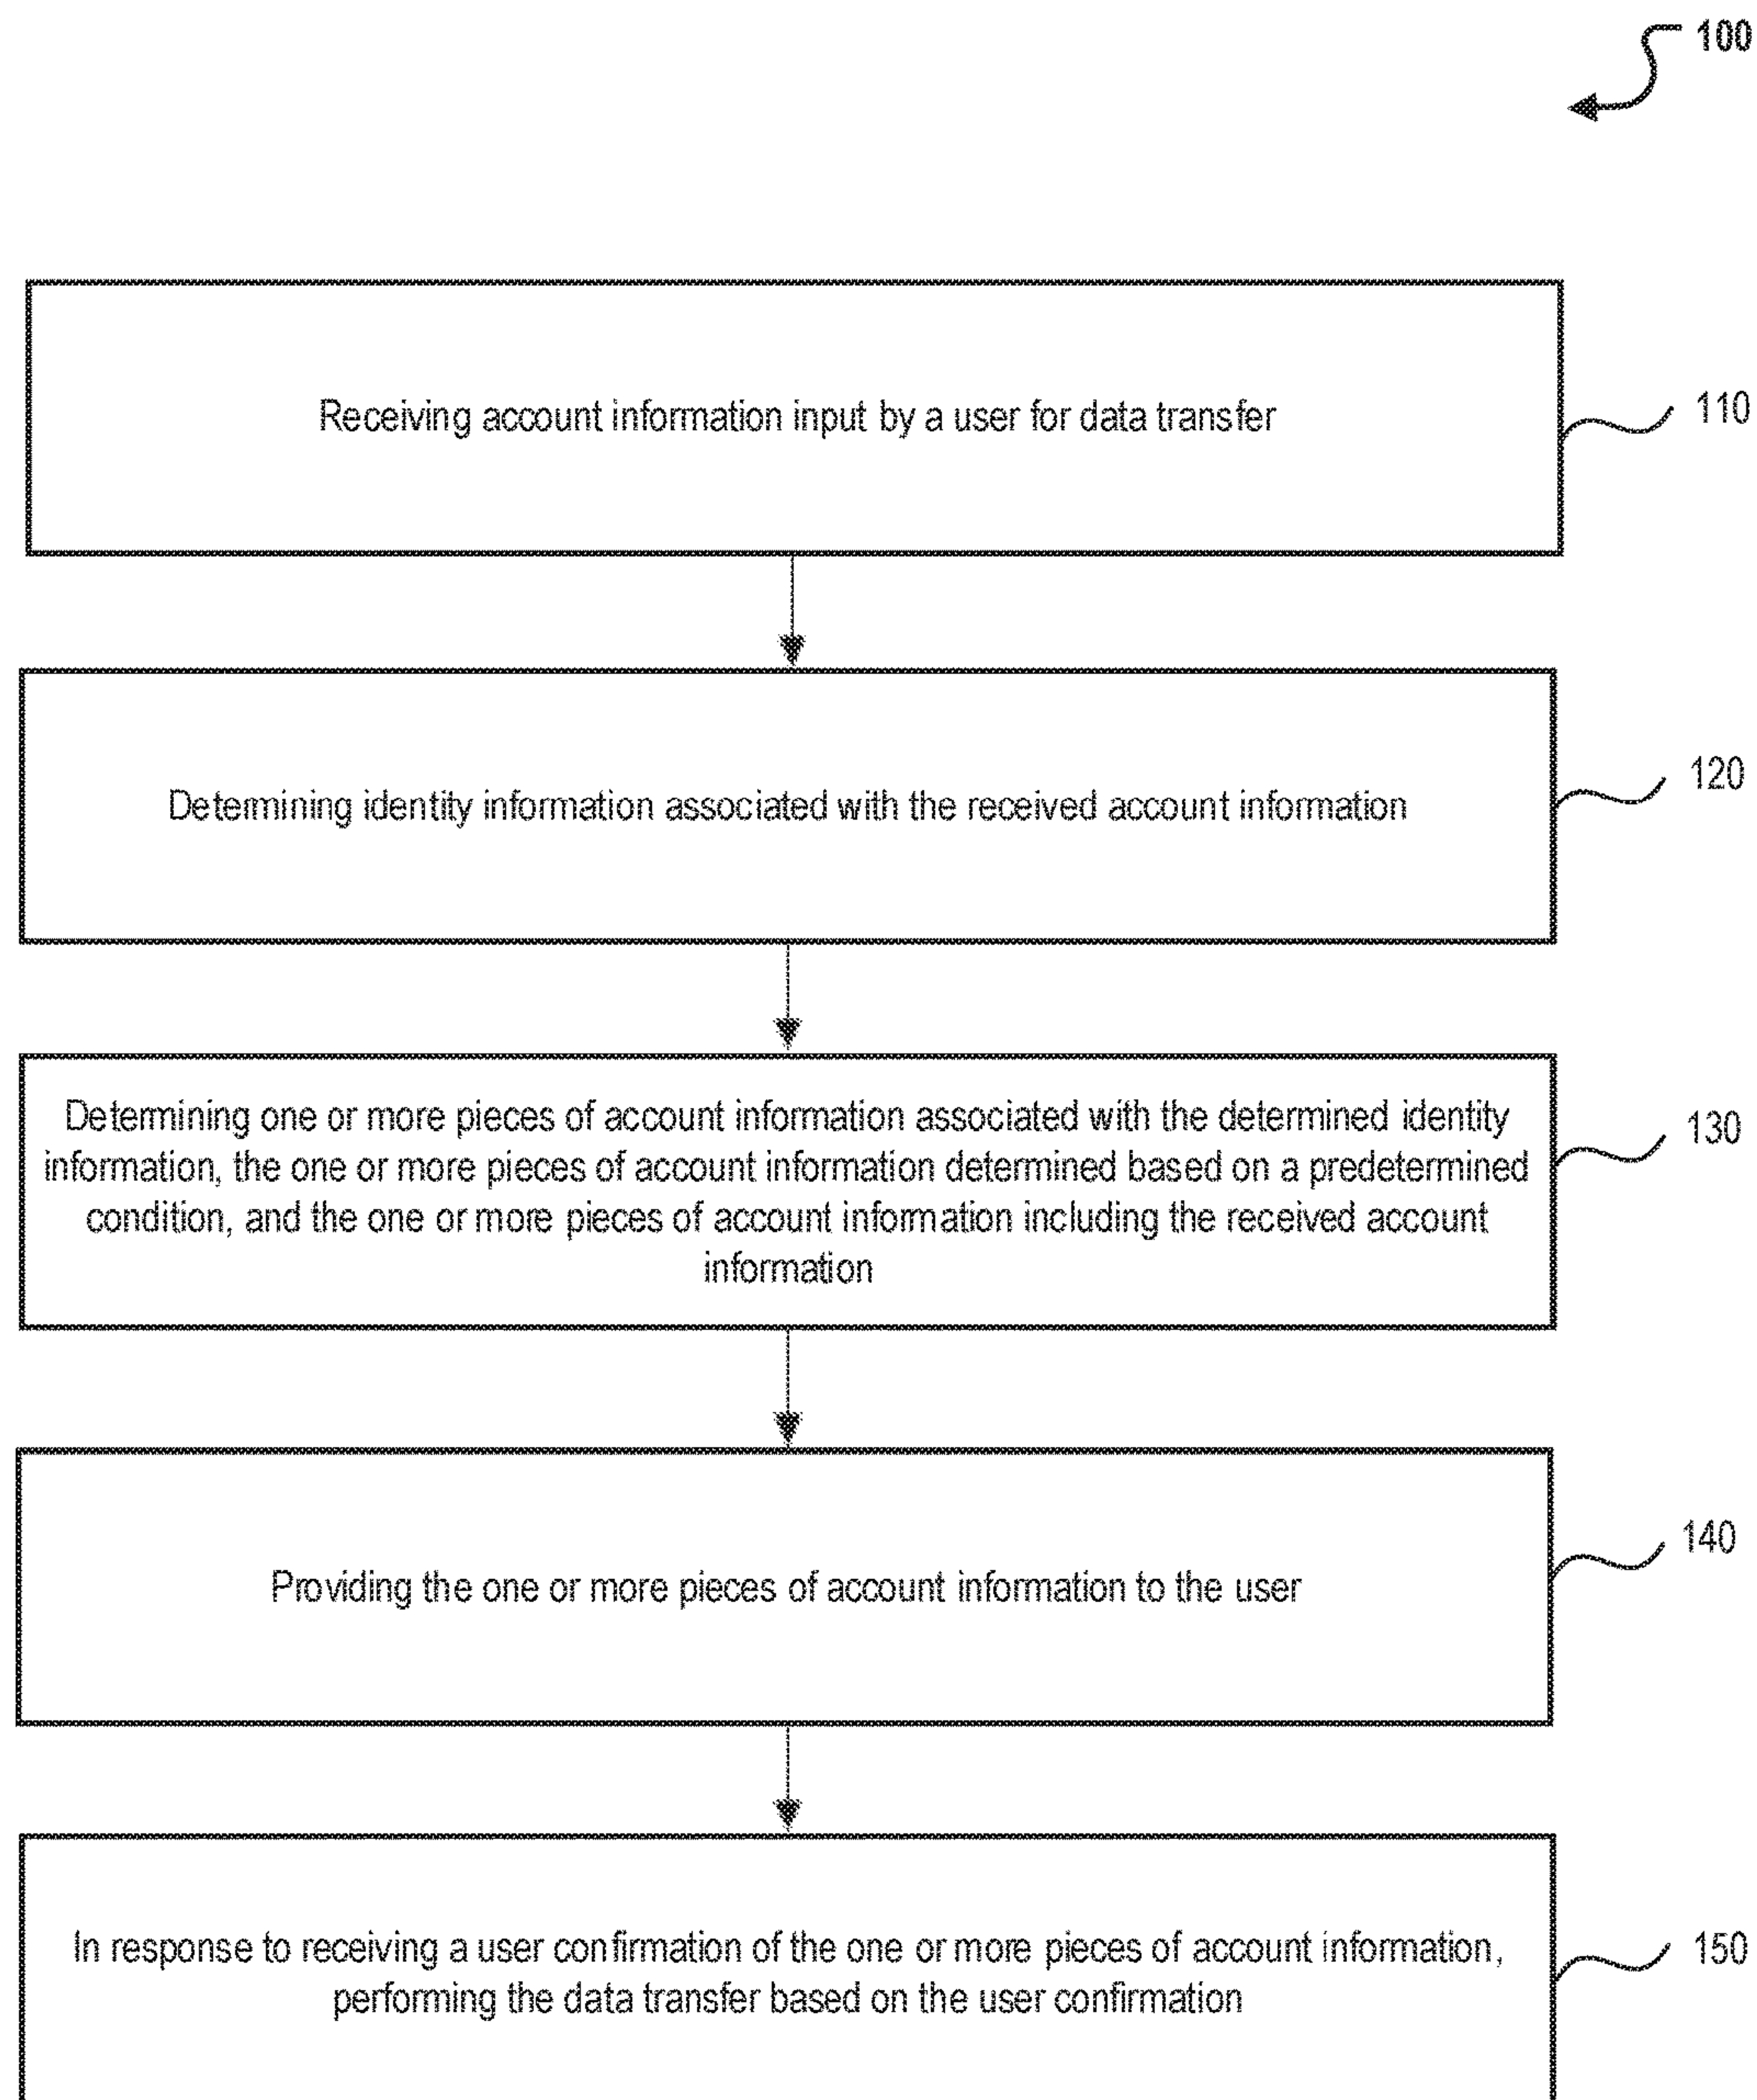 100
Receiving account information input by a user for data transfer
110
Determining identity information associated with the received account information
120
Determining one or more pieces of account information associated with the determined identity
information, the one or more pieces of account information determined based on a predetermined
condition, and the one or more pieces of account information including the received account
information
130
Providing the one or more pieces of account information to the user
140
In response to receiving a user confirmation of the one or more pieces of account information,
performing the data transfer based on the user confirmation
150